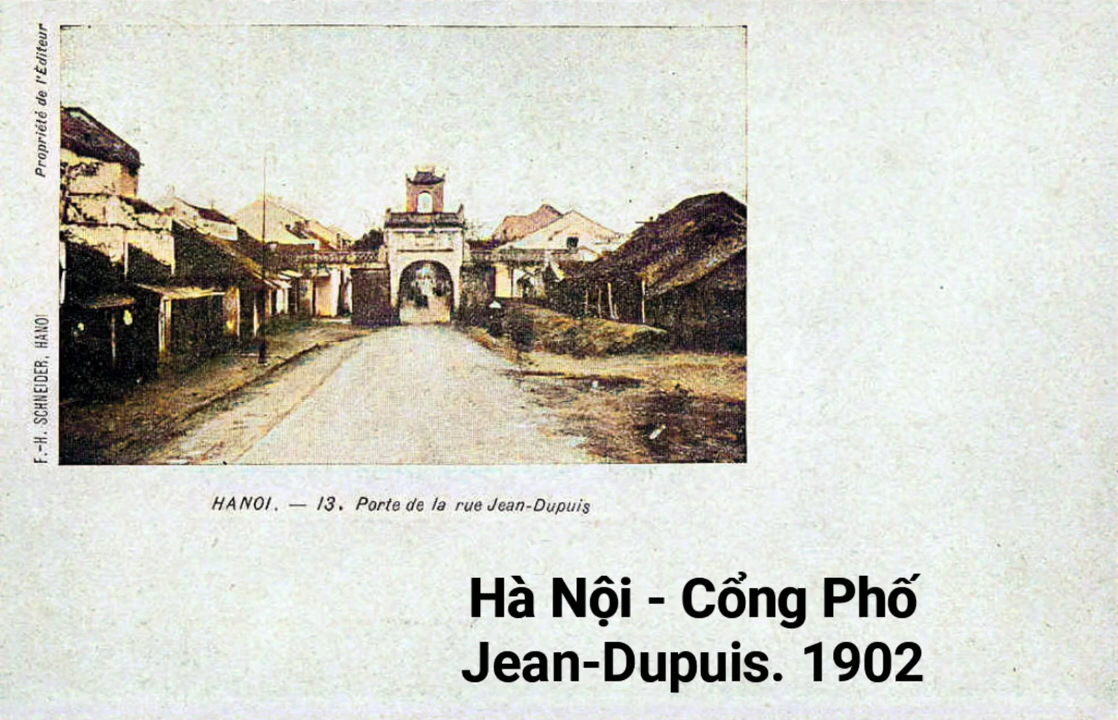 Propriété de l'Éditeur
F.-H. SCHNEIDER, HANOI
HANOI. — 13. Porte de la rue Jean-Dupuis
Hà Nội - Cổng Phố
Jean-Dupuis. 1902